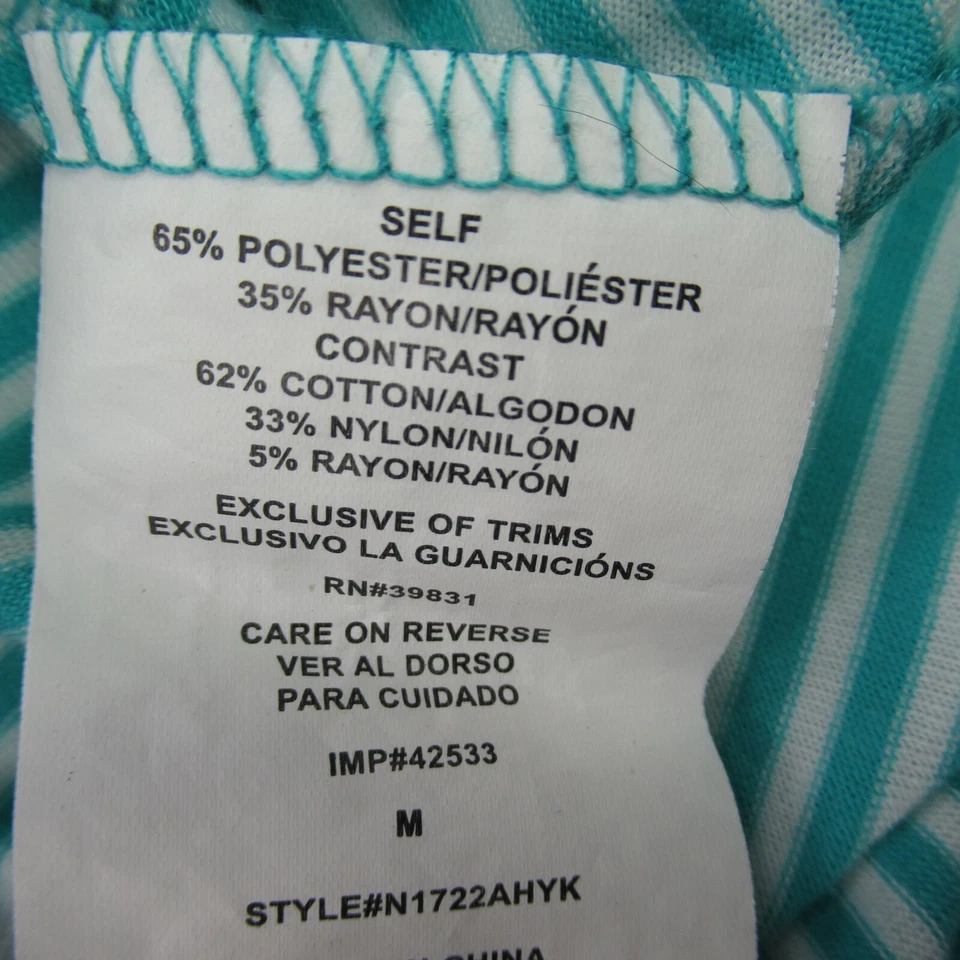 SELF
65% POLYESTER/POLIÉSTER
35% RAYON/RAYÓN
CONTRAST
62% COTTON/ALGODON
33% NYLON/NILÓN
5% RAYON/RAYÓN
EXCLUSIVE OF TRIMS
EXCLUSIVO LA GUARNICIÓNS
RN#39831
CARE ON REVERSE
VER AL DORSO
PARA CUIDADO
IMP#42533
M
STYLE#N1722AHYK
CHINA